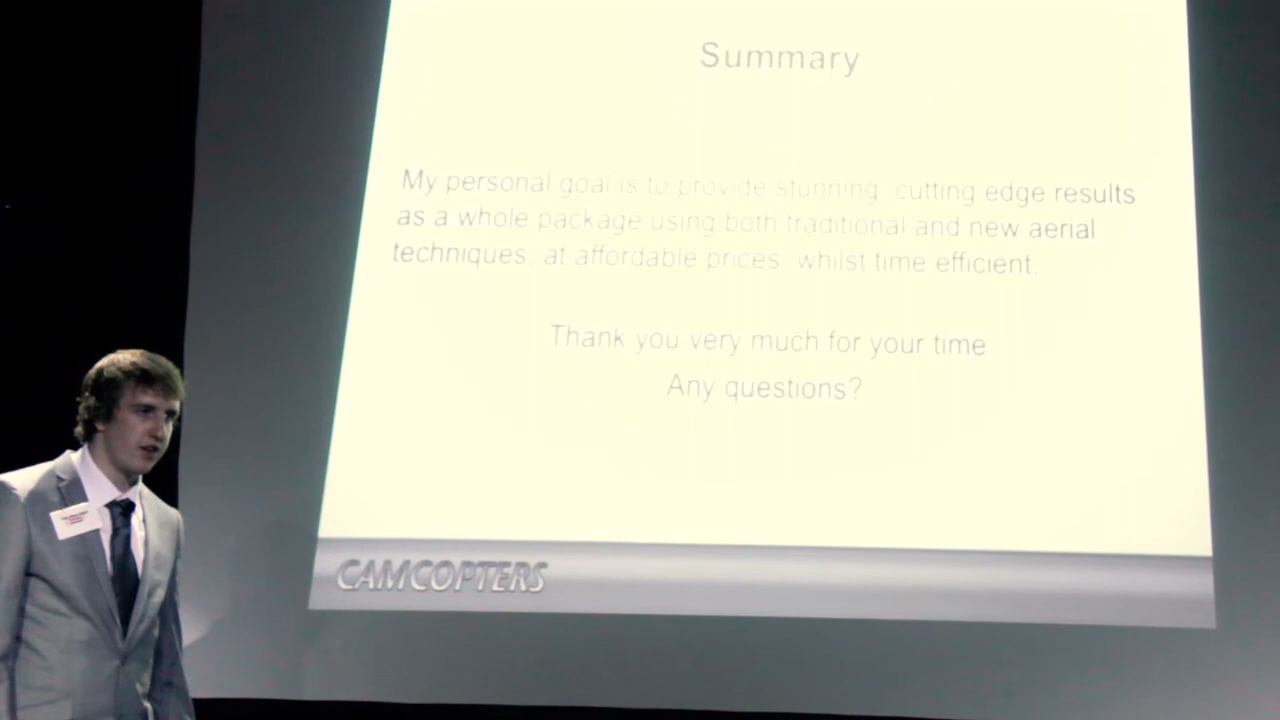 Summary
My personal goal is to provide stunning, cutting edge results
as a whole package using both traditional and new aerial
techniques, at affordable prices, whilst time efficient.
Thank you very much for your time
Any questions?
CAMCOPTERS